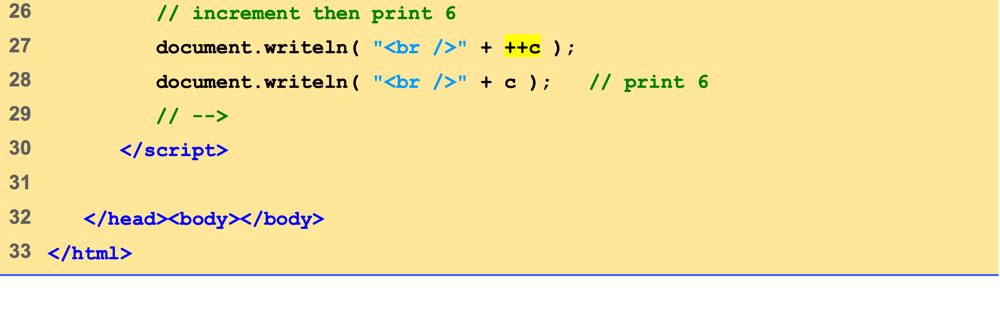 26 // increment then print 6
27 document.writeln( "<br />" + ++c );
28 document.writeln( "<br />" + c ); // print 6
29 // -->
30 </script>
31
32 </head><body></body>
33 </html>